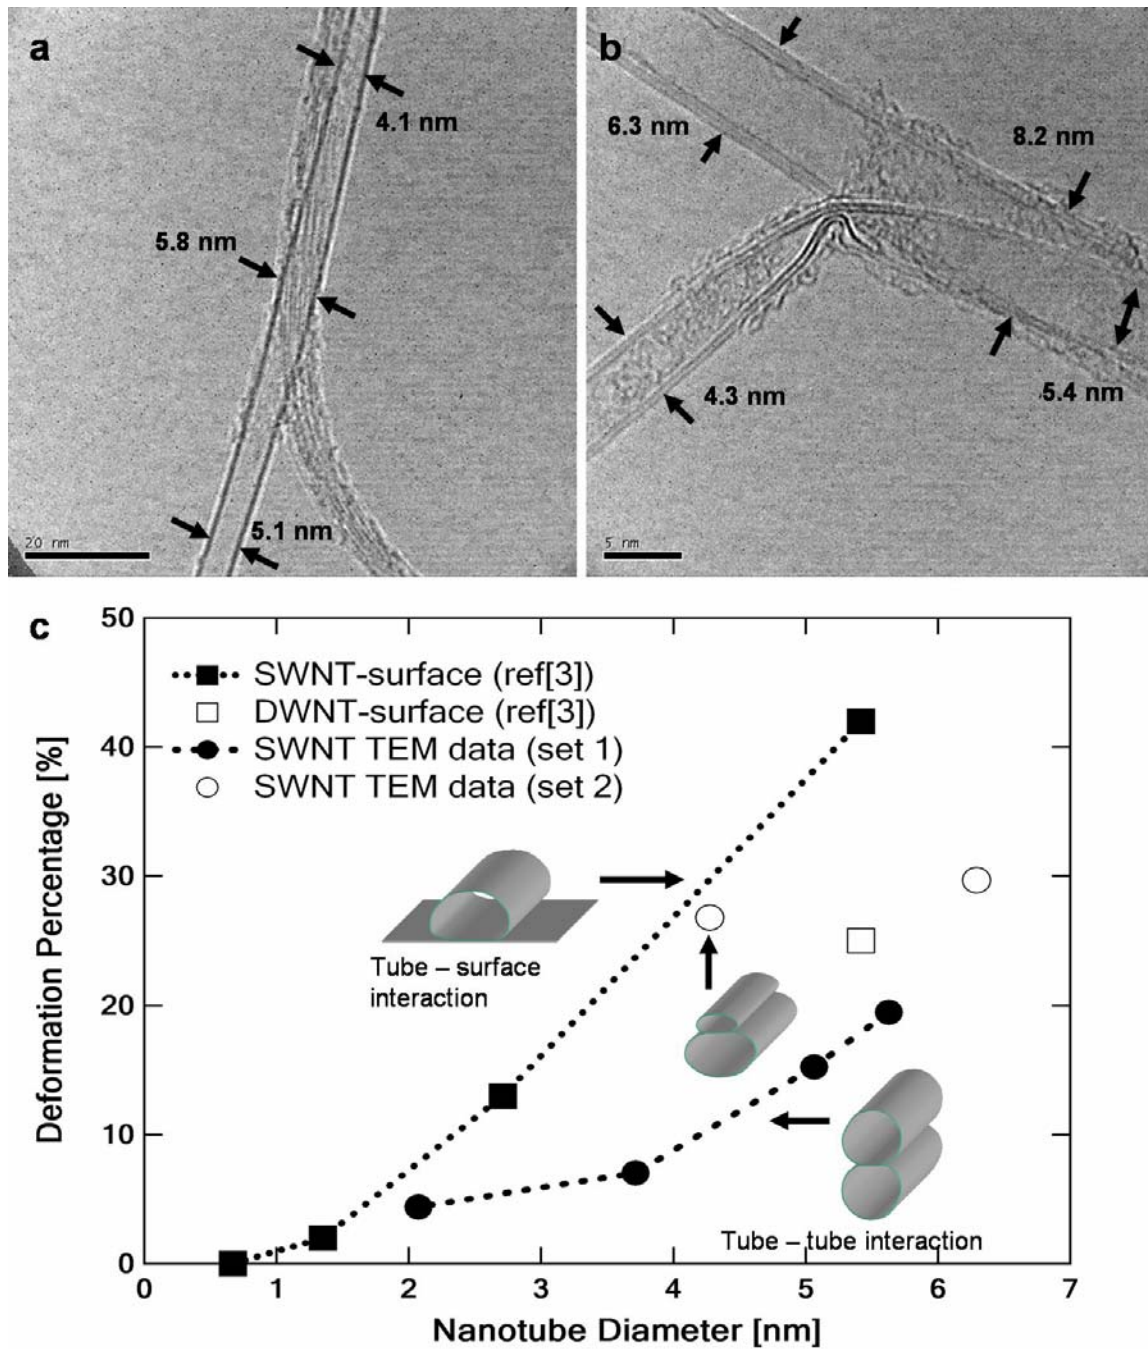 a
4.1 nm
5.8 nm
5.1 nm
20 nm
b
6.3 nm
8.2 nm
4.3 nm
5.4 nm
5 nm
c
50
40
30
20
10
0
Deformation Percentage [%]
SWNT-surface (ref[3])
DWNT-surface (ref[3])
SWNT TEM data (set 1)
SWNT TEM data (set 2)
Tube – surface
interaction
Tube – tube interaction
0 1 2 3 4 5 6 7
Nanotube Diameter [nm]